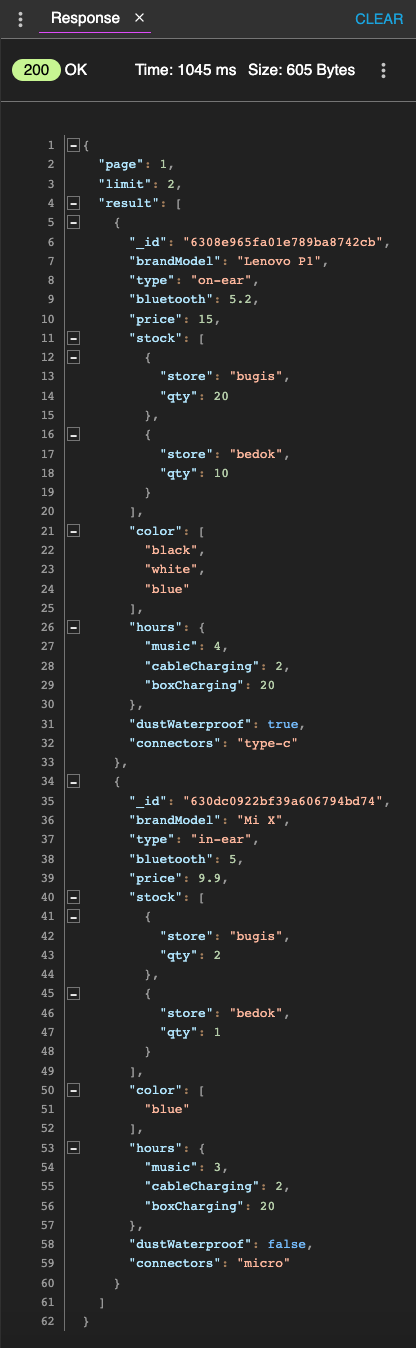 Response × CLEAR
200 OK Time: 1045 ms Size: 605 Bytes
1 {
2 "page": 1,
3 "limit": 2,
4 "result": [
5 {
6 "_id": "6308e965fa01e789ba8742cb",
7 "brandModel": "Lenovo P1",
8 "type": "on-ear",
9 "bluetooth": 5.2,
10 "price": 15,
11 "stock": [
12 {
13 "store": "bugis",
14 "qty": 20
15 },
16 {
17 "store": "bedok",
18 "qty": 10
19 }
20 ],
21 "color": [
22 "black",
23 "white",
24 "blue"
25 ],
26 "hours": {
27 "music": 4,
28 "cableCharging": 2,
29 "boxCharging": 20
30 },
31 "dustWaterproof": true,
32 "connectors": "type-c"
33 },
34 {
35 "_id": "630dc0922bf39a606794bd74",
36 "brandModel": "Mi X",
37 "type": "in-ear",
38 "bluetooth": 5,
39 "price": 9.9,
40 "stock": [
41 {
42 "store": "bugis",
43 "qty": 2
44 },
45 {
46 "store": "bedok",
47 "qty": 1
48 }
49 ],
50 "color": [
51 "blue"
52 ],
53 "hours": {
54 "music": 3,
55 "cableCharging": 2,
56 "boxCharging": 20
57 },
58 "dustWaterproof": false,
59 "connectors": "micro"
60 }
61 ]
62 }